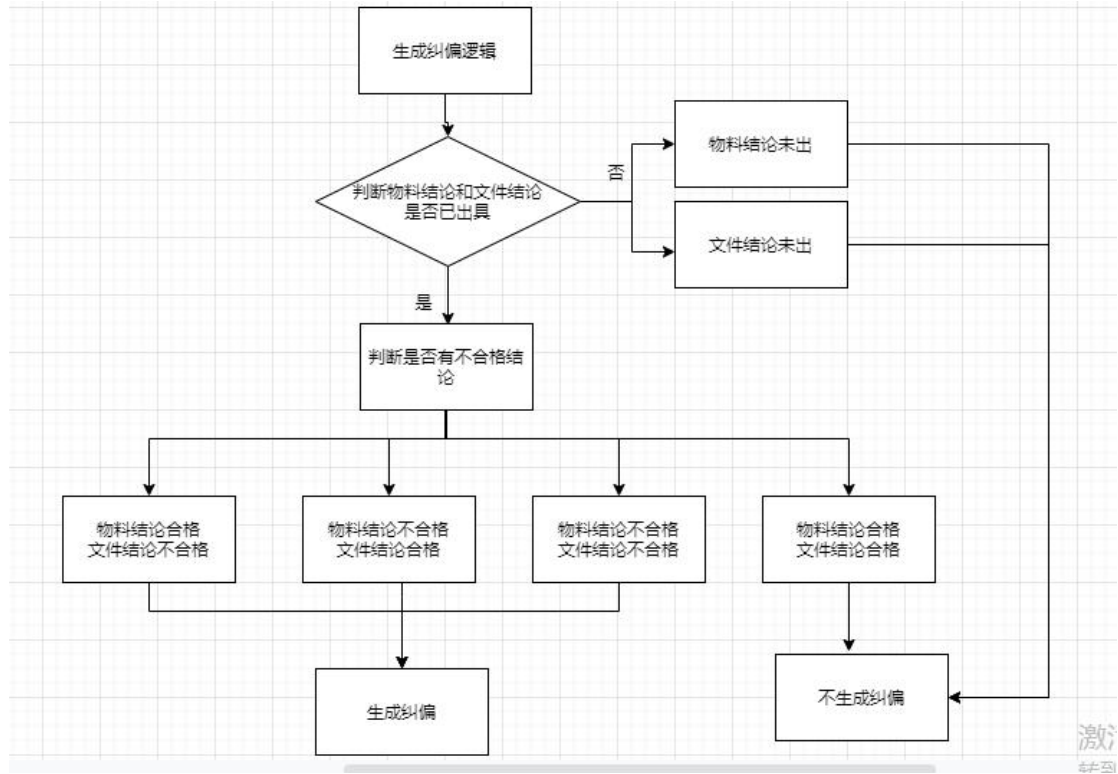 生成纠偏逻辑
物料结论未出
否
判断物料结论和文件结论
是否已出具
文件结论未出
是
判断是否有不合格结
论
物料结论合格
文件结论不合格
物料结论不合格
文件结论合格
物料结论不合格
文件结论不合格
物料结论合格
文件结论合格
生成纠偏
不生成纠偏
激
转到